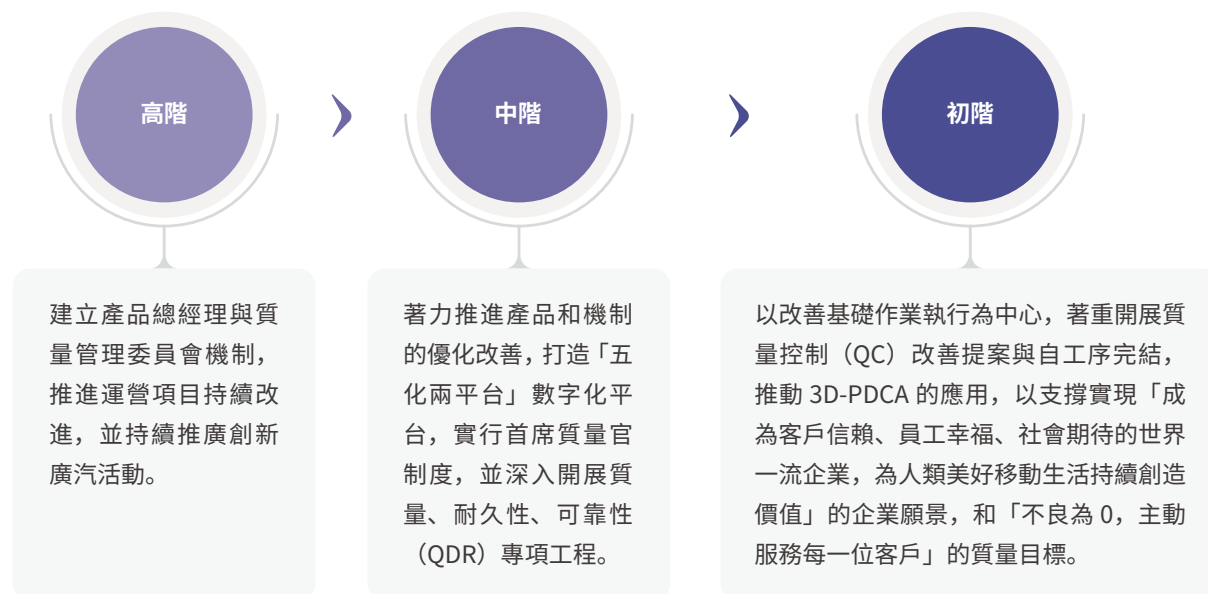 高階
建立產品總經理與質
量管理委員會機制，
推進運營項目持續改
進，並持續推廣創新
廣汽活動。
中階
著力推進產品和機制
的優化改善，打造「五
化兩平台」數字化平
台，實行首席質量官
制度，並深入開展質
量、耐久性、可靠性
（QDR）專項工程。
初階
以改善基礎作業執行為中心，著重開展質
量控制（QC）改善提案與自工序完結，
推動 3D-PDCA 的應用，以支撐實現「成
為客戶信賴、員工幸福、社會期待的世界
一流企業，為人類美好移動生活持續創造
價值」的企業願景，和「不良為 0，主動
服務每一位客戶」的質量目標。